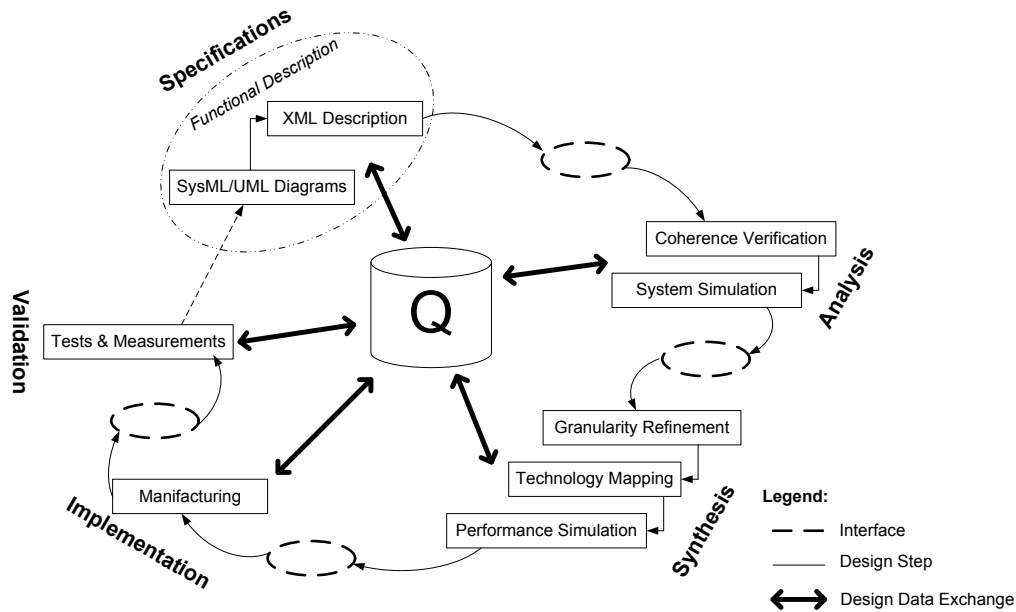 Specifications
Functional Description
XML Description
SysML/UML Diagrams
Coherence Verification
System Simulation
Analysis
Q
Validation
Tests & Measurements
Granularity Refinement
Technology Mapping
Performance Simulation
Synthesis
Manifacturing
Implementation
Legend:
Interface
Design Step
Design Data Exchange